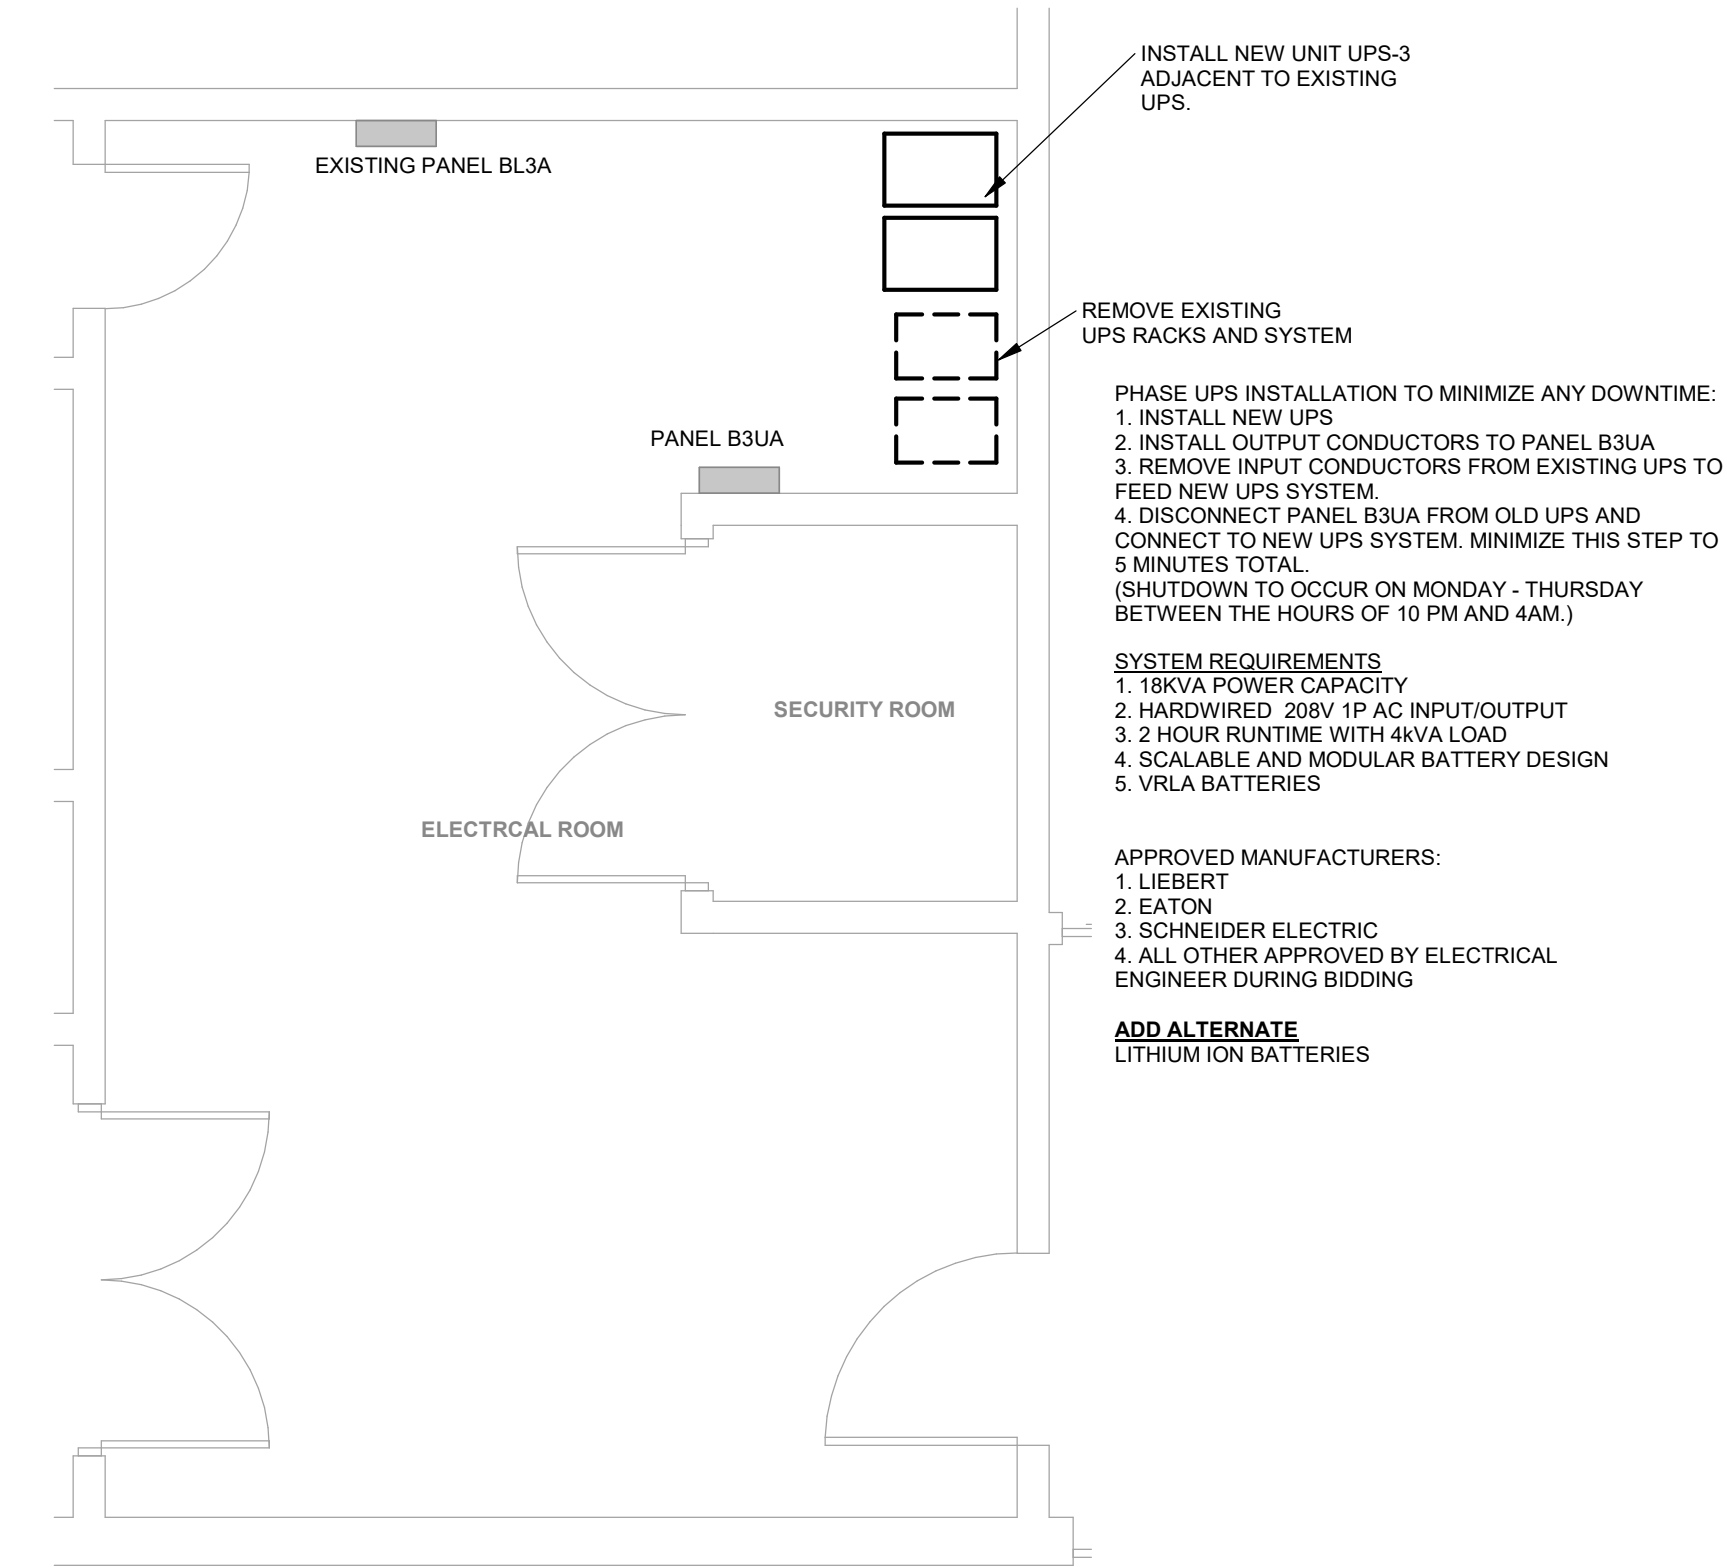 INSTALL NEW UNIT UPS-3
ADJACENT TO EXISTING
UPS.
EXISTING PANEL BL3A
REMOVE EXISTING
UPS RACKS AND SYSTEM
PANEL B3UA
PHASE UPS INSTALLATION TO MINIMIZE ANY DOWNTIME:
1. INSTALL NEW UPS
2. INSTALL OUTPUT CONDUCTORS TO PANEL B3UA
3. REMOVE INPUT CONDUCTORS FROM EXISTING UPS TO
FEED NEW UPS SYSTEM.
4. DISCONNECT PANEL B3UA FROM OLD UPS AND
CONNECT TO NEW UPS SYSTEM. MINIMIZE THIS STEP TO
5 MINUTES TOTAL.
(SHUTDOWN TO OCCUR ON MONDAY - THURSDAY
BETWEEN THE HOURS OF 10 PM AND 4AM.)
SYSTEM REQUIREMENTS
1. 18KVA POWER CAPACITY
2. HARDWIRED 208V 1P AC INPUT/OUTPUT
3. 2 HOUR RUNTIME WITH 4kVA LOAD
4. SCALABLE AND MODULAR BATTERY DESIGN
5. VRLA BATTERIES
SECURITY ROOM
ELECTRCAL ROOM
APPROVED MANUFACTURERS:
1. LIEBERT
2. EATON
3. SCHNEIDER ELECTRIC
4. ALL OTHER APPROVED BY ELECTRICAL
ENGINEER DURING BIDDING
ADD ALTERNATE
LITHIUM ION BATTERIES